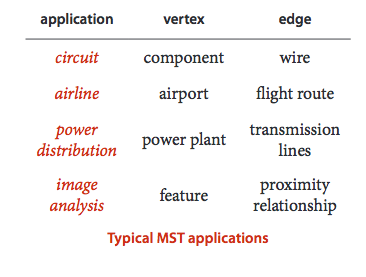 application vertex edge
circuit component wire
airline airport flight route
power distribution power plant transmission lines
image analysis feature proximity relationship
Typical MST applications